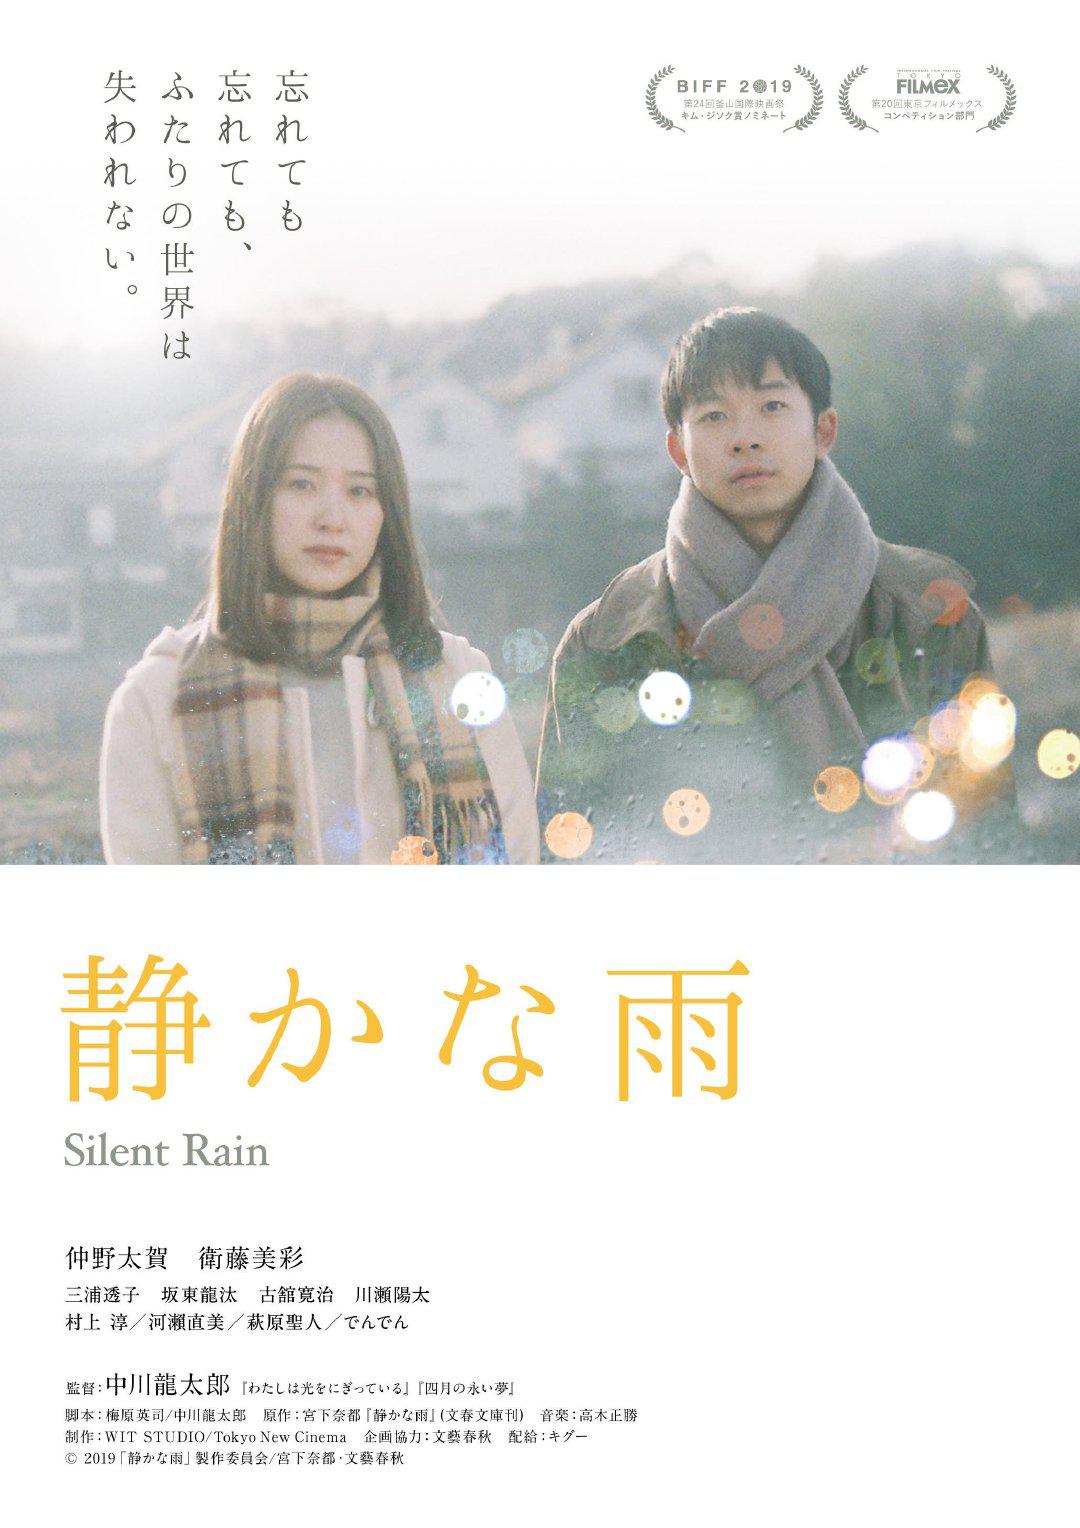 忘れても
忘れても、
ふたりの世界は
失われない。
BIFF 2019
第24回釜山国際映画祭
キム・ジソク賞ノミネート
TOKYO
FILMEX
第20回東京フィルメックス
コンペティション部門
静かな雨
Silent Rain
仲野太賀　衛藤美彩
三浦透子　坂東龍汰　古舘寛治　川瀬陽太
村上 淳／河瀨直美／萩原聖人／でんでん
監督：中川龍太郎『わたしは光をにぎっている』『四月の永い夢』
脚本：梅原英司/中川龍太郎　原作：宮下奈都『静かな雨』（文春文庫刊）　音楽：高木正勝
制作：WIT STUDIO/Tokyo New Cinema　企画協力：文藝春秋　配給：キグー
© 2019「静かな雨」製作委員会/宮下奈都・文藝春秋